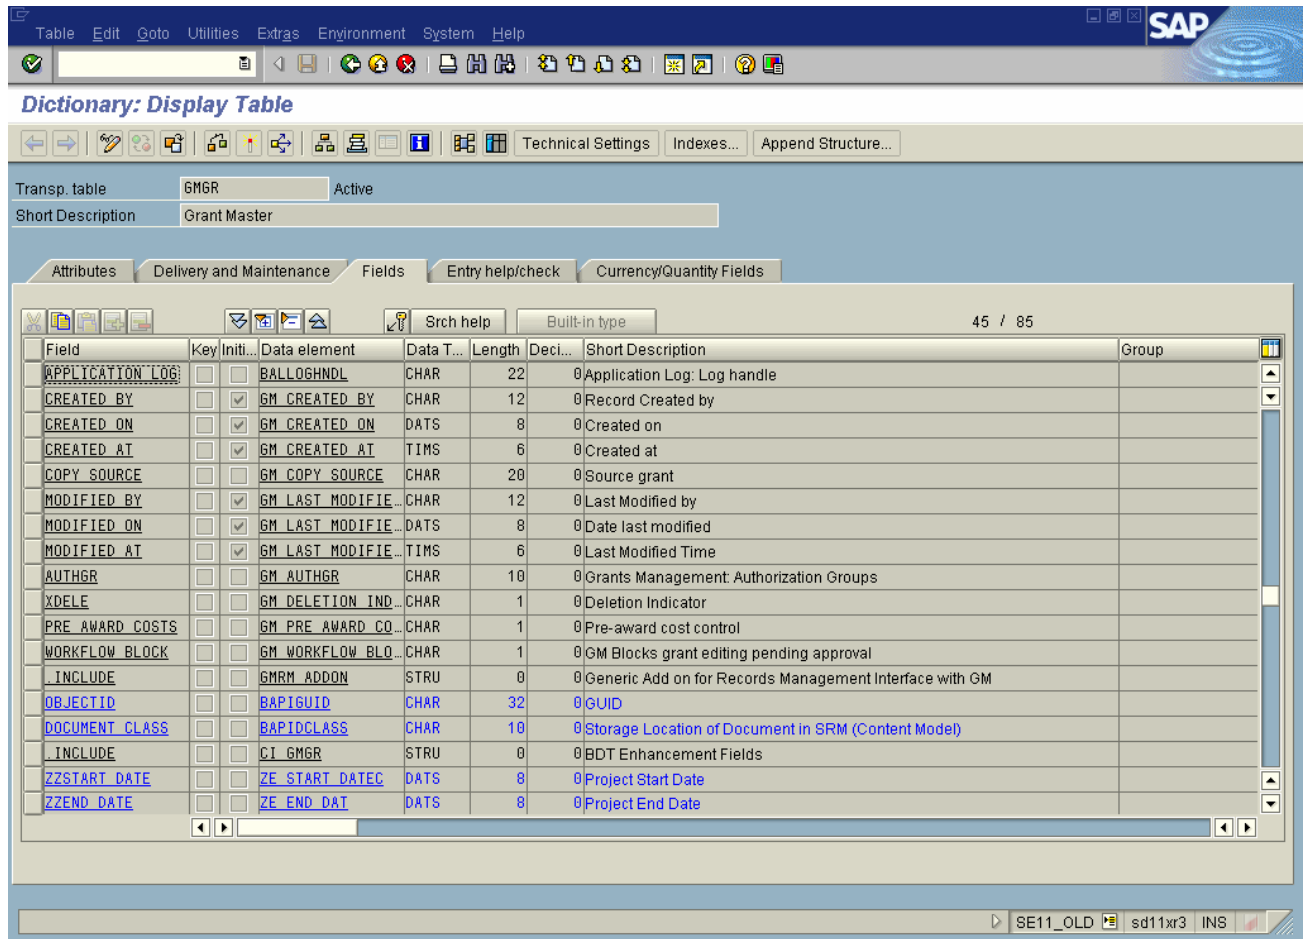 Table Edit Goto Utilities Extras Environment System Help
SAP
Dictionary: Display Table
Technical Settings Indexes... Append Structure...
Transp. table GMGR Active
Short Description Grant Master
Attributes Delivery and Maintenance Fields Entry help/check Currency/Quantity Fields
Srch help Built-in type 45 / 85
Field Key Initi... Data element Data T... Length Deci... Short Description Group
APPLICATION_LOG BALLOGHNDL CHAR 22 0 Application Log: Log handle
CREATED_BY GM_CREATED_BY CHAR 12 0 Record Created by
CREATED_ON GM_CREATED_ON DATS 8 0 Created on
CREATED_AT GM_CREATED_AT TIMS 6 0 Created at
COPY_SOURCE GM_COPY_SOURCE CHAR 20 0 Source grant
MODIFIED_BY GM_LAST_MODIFIE... CHAR 12 0 Last Modified by
MODIFIED_ON GM_LAST_MODIFIE... DATS 8 0 Date last modified
MODIFIED_AT GM_LAST_MODIFIE... TIMS 6 0 Last Modified Time
AUTHGR GM_AUTHGR CHAR 10 0 Grants Management: Authorization Groups
XDELE GM_DELETION_IND... CHAR 1 0 Deletion Indicator
PRE_AWARD_COSTS GM_PRE_AWARD_CO... CHAR 1 0 Pre-award cost control
WORKFLOW_BLOCK GM_WORKFLOW_BLO... CHAR 1 0 GM Blocks grant editing pending approval
.INCLUDE GMRM_ADDON STRU 0 0 Generic Add on for Records Management Interface with GM
OBJECTID BAPIGUID CHAR 32 0 GUID
DOCUMENT_CLASS BAPIDCLASS CHAR 10 0 Storage Location of Document in SRM (Content Model)
.INCLUDE CI_GMGR STRU 0 0 BDT Enhancement Fields
ZZSTART_DATE ZE_START_DATEC DATS 8 0 Project Start Date
ZZEND_DATE ZE_END_DAT DATS 8 0 Project End Date
SE11_OLD sd11xr3 INS